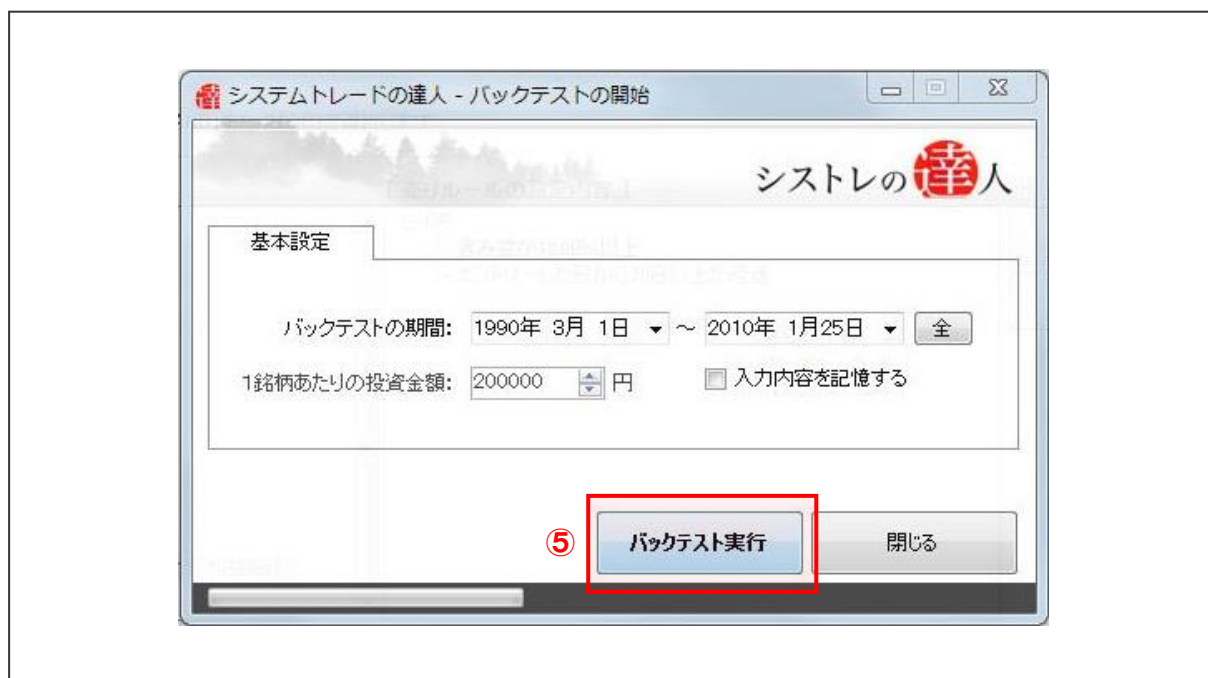 システムトレードの達人 - バックテストの開始
シストレの達人
基本設定
バックテストの期間: 1990年 3月 1日 ～ 2010年 1月25日 全
1銘柄あたりの投資金額: 200000 円 入力内容を記憶する
⑤ バックテスト実行 閉じる